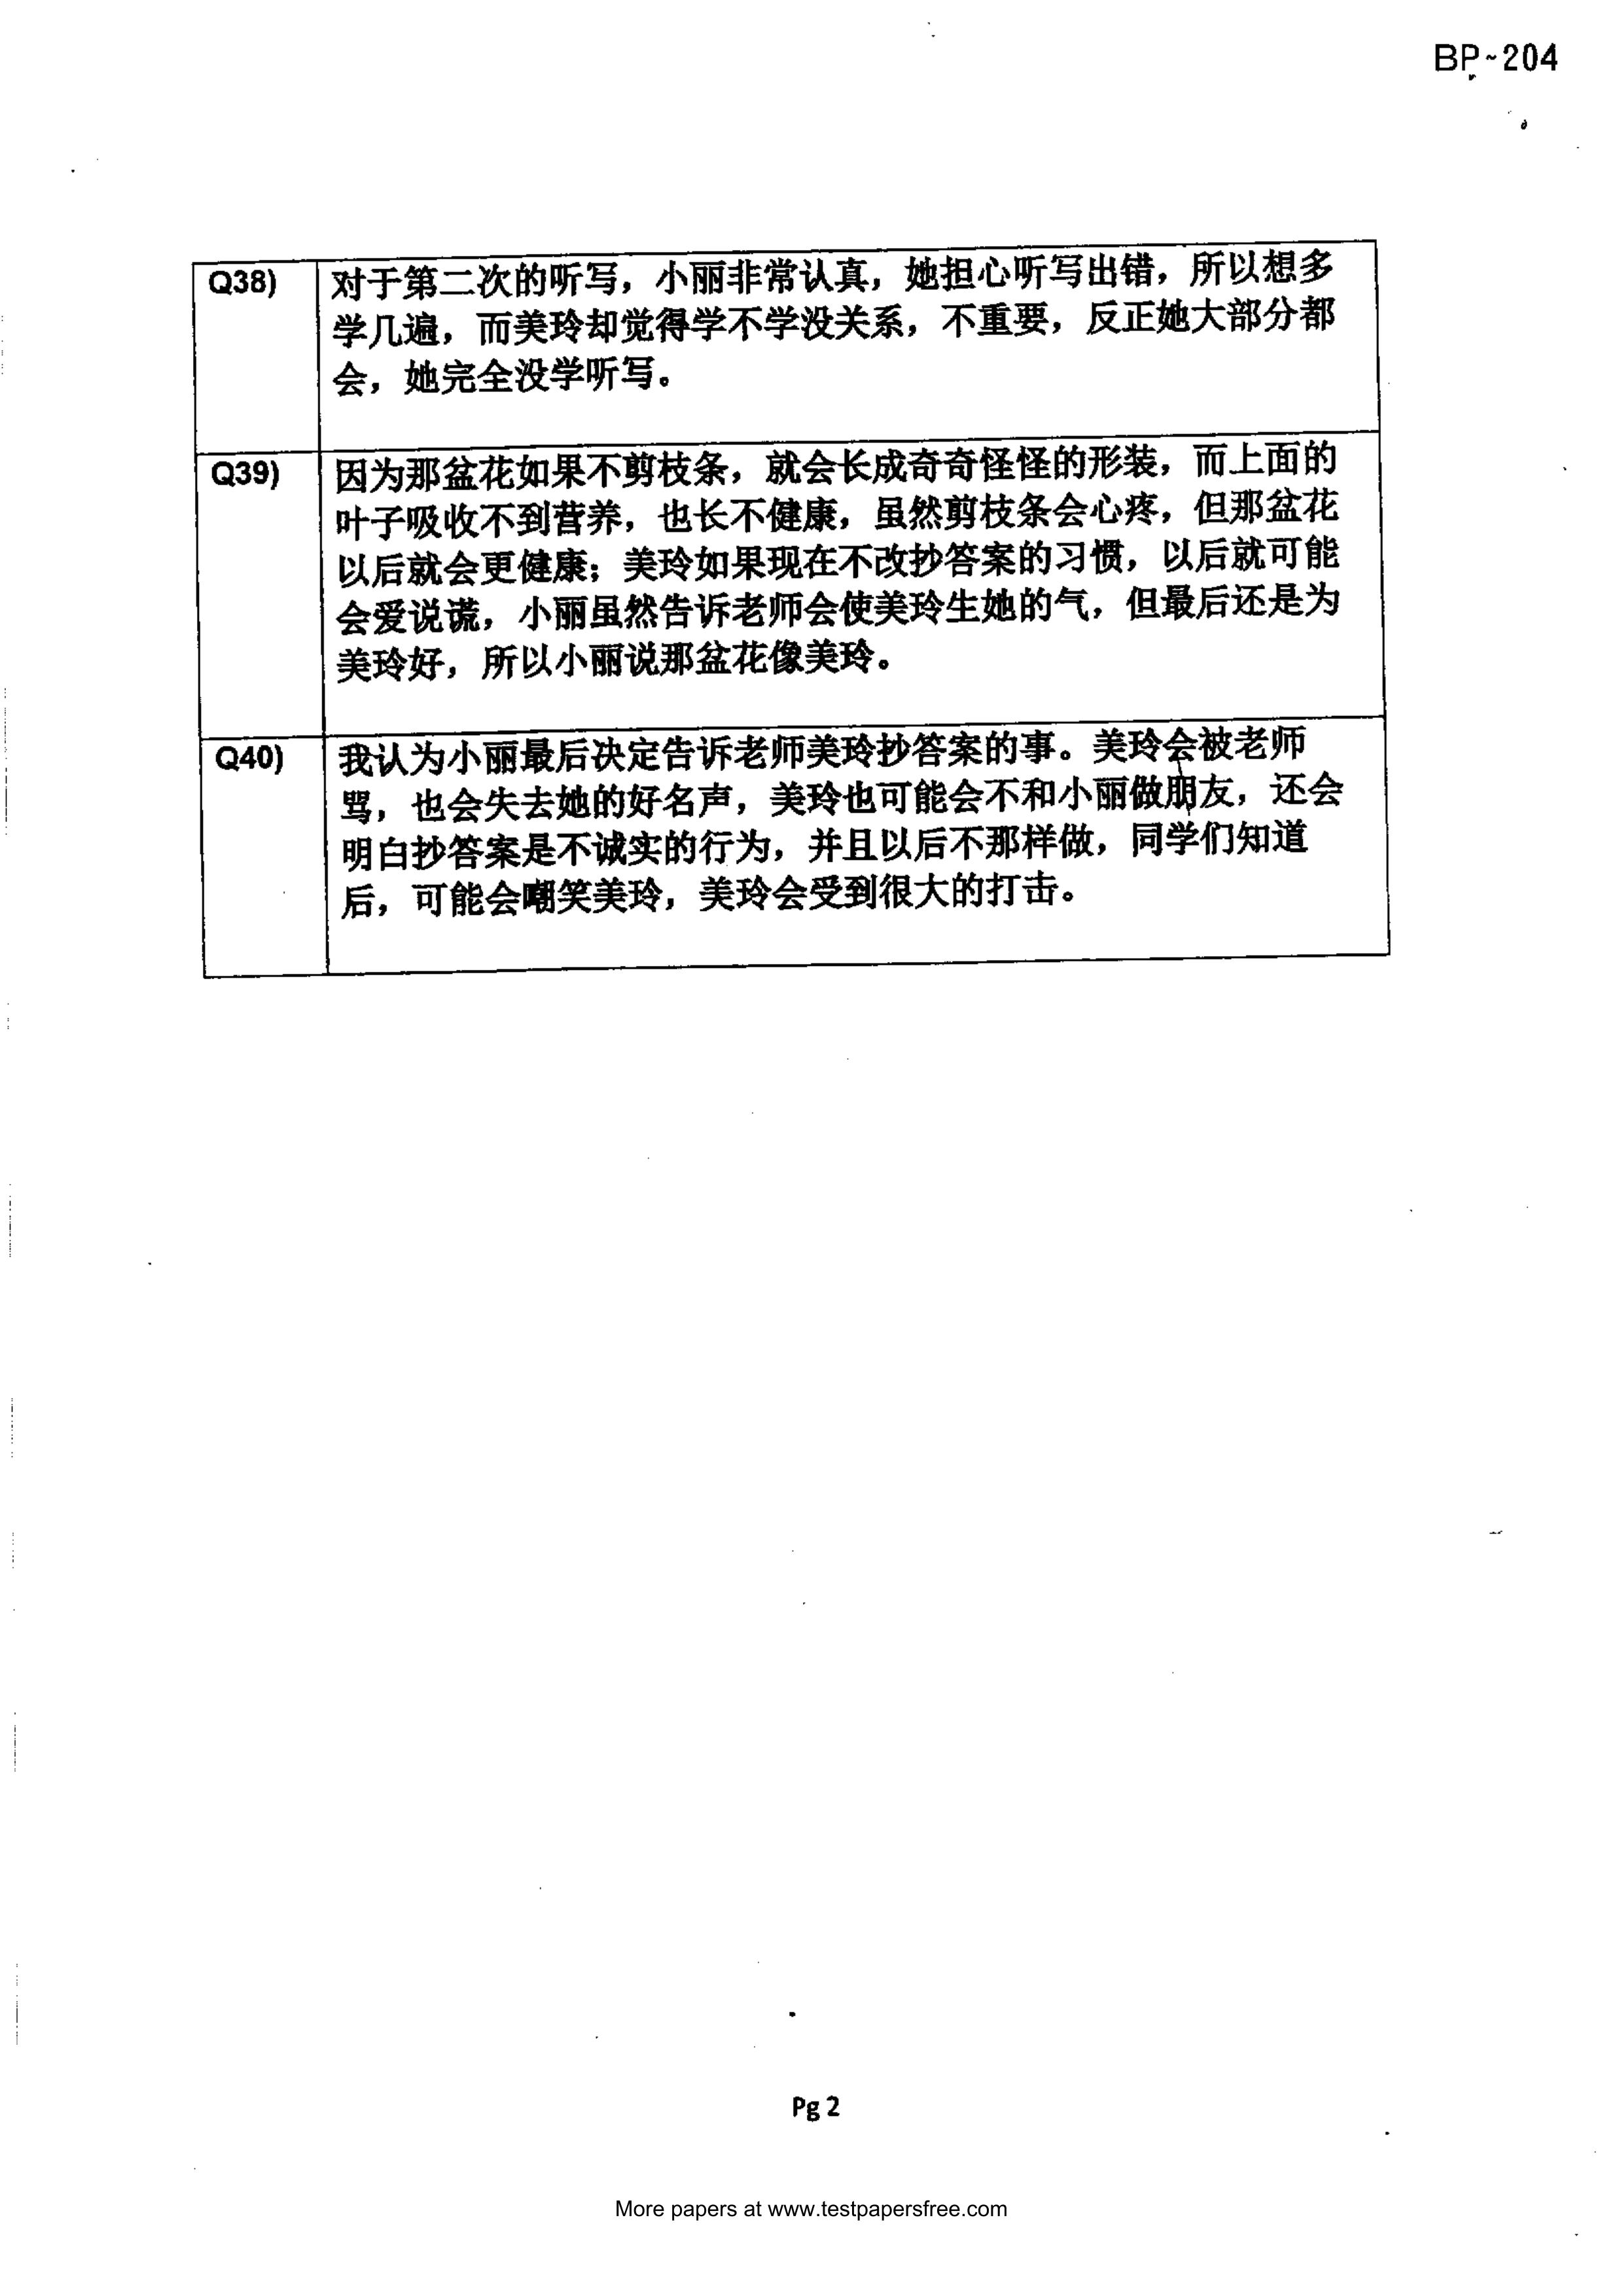 BP~204
Q38) 对于第二次的听写，小丽非常认真，她担心听写出错，所以想多
学几遍，而美玲却觉得学不学没关系，不重要，反正她大部分都
会，她完全没学听写。
Q39) 因为那盆花如果不剪枝条，就会长成奇奇怪怪的形装，而上面的
叶子吸收不到营养，也长不健康，虽然剪枝条会心疼，但那盆花
以后就会更健康；美玲如果现在不改抄答案的习惯，以后就可能
会爱说谎，小丽虽然告诉老师会使美玲生她的气，但最后还是为
美玲好，所以小丽说那盆花像美玲。
Q40) 我认为小丽最后决定告诉老师美玲抄答案的事。美玲会被老师
骂，也会失去她的好名声，美玲也可能会不和小丽做朋友，还会
明白抄答案是不诚实的行为，并且以后不那样做，同学们知道
后，可能会嘲笑美玲，美玲会受到很大的打击。
Pg 2
More papers at www.testpapersfree.com